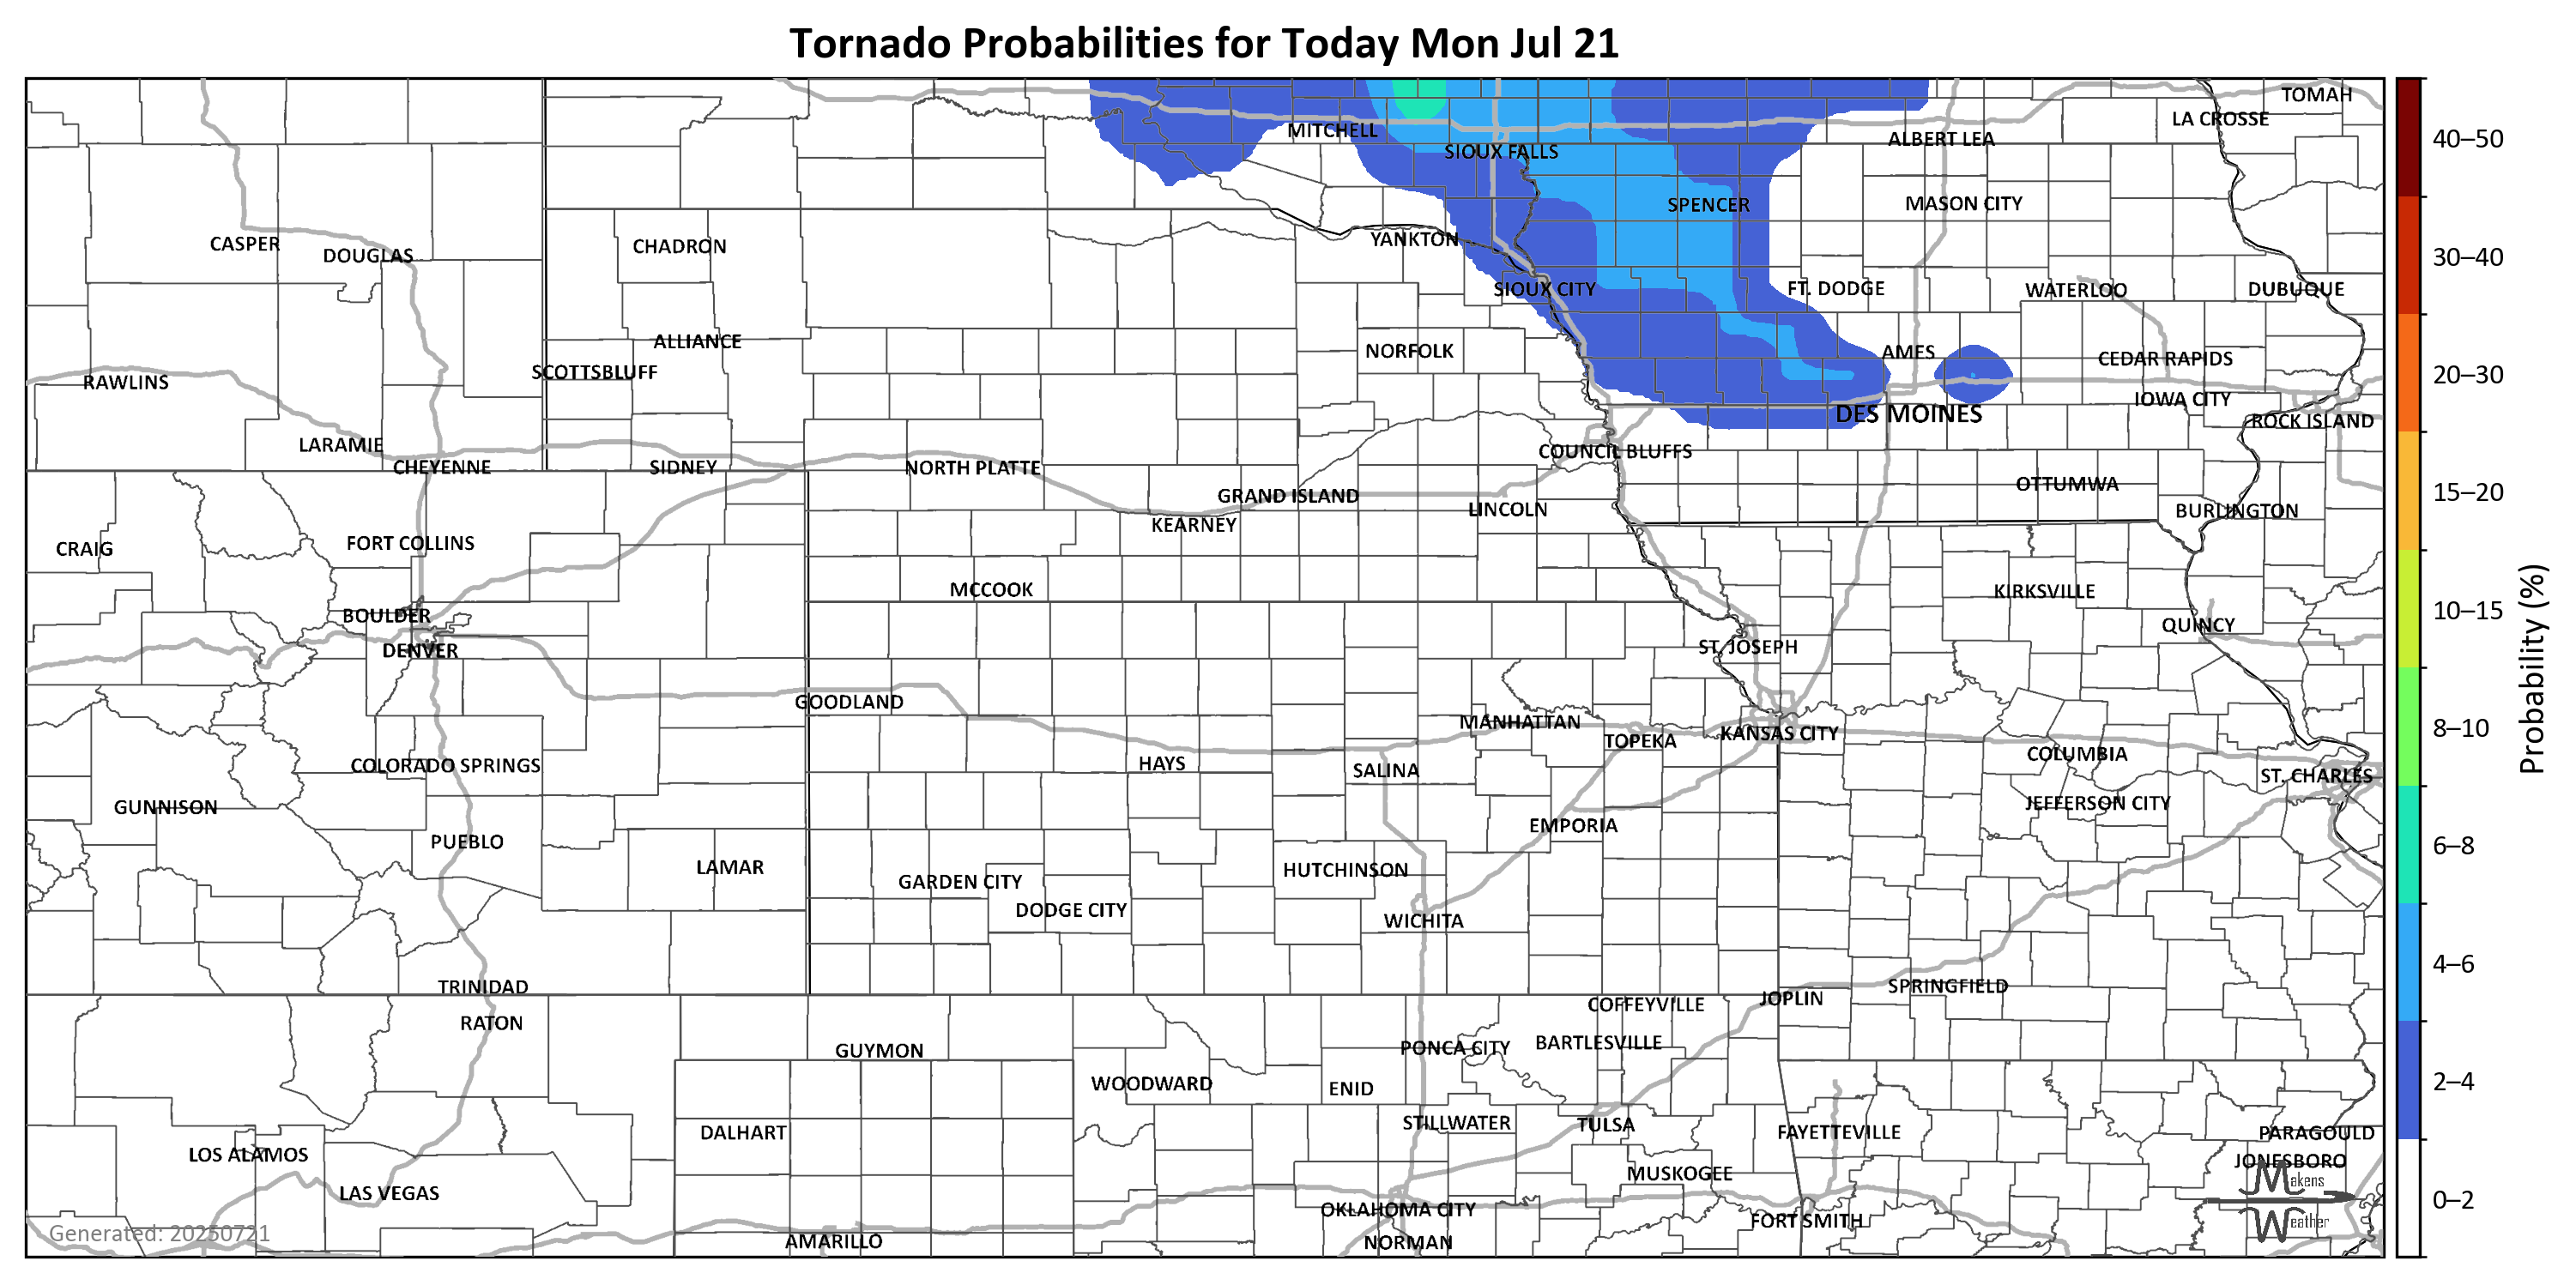 Tornado Probabilities for Today Mon Jul 21
TOMAH
LA CROSSE
MITCHELL
ALBERT LEA
SIOUX FALLS
SPENCER
MASON CITY
YANKTON
CASPER
DOUGLAS
CHADRON
SIOUX CITY
FT. DODGE
WATERLOO
DUBUQUE
ALLIANCE
NORFOLK
AMES
CEDAR RAPIDS
RAWLINS
SCOTTSBLUFF
IOWA CITY
DES MOINES
ROCK ISLAND
LARAMIE
COUNCIL BLUFFS
CHEYENNE
SIDNEY
NORTH PLATTE
OTTUMWA
GRAND ISLAND
LINCOLN
BURLINGTON
KEARNEY
CRAIG
FORT COLLINS
MCCOOK
KIRKSVILLE
BOULDER
QUINCY
DENVER
ST. JOSEPH
GOODLAND
MANHATTAN
TOPEKA
KANSAS CITY
COLUMBIA
COLORADO SPRINGS
HAYS
SALINA
ST. CHARLES
GUNNISON
JEFFERSON CITY
EMPORIA
PUEBLO
LAMAR
HUTCHINSON
GARDEN CITY
DODGE CITY
WICHITA
TRINIDAD
SPRINGFIELD
JOPLIN
COFFEYVILLE
RATON
GUYMON
PONCA CITY
BARTLESVILLE
WOODWARD
ENID
STILLWATER
TULSA
DALHART
FAYETTEVILLE
PARAGOULD
LOS ALAMOS
JONESBORO
MUSKOGEE
LAS VEGAS
OKLAHOMA CITY
FORT SMITH
AMARILLO
NORMAN
Generated: 20250721
Makens
Weather
40–50
30–40
20–30
15–20
10–15
8–10
6–8
4–6
2–4
0–2
Probability (%)